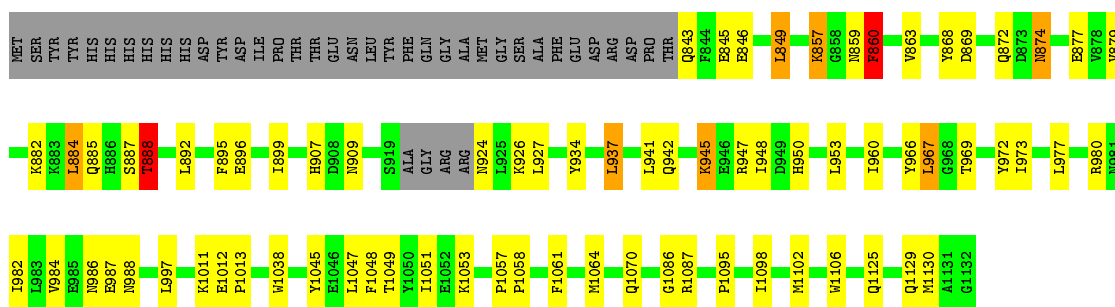 MET SER TYR TYR HIS HIS HIS HIS HIS HIS ASP TYR ASP ILE PRO THR THR GLU ASN LEU TYR PHE GLN GLY ALA MET GLY SER ALA PHE GLU ASP ARG ASP PRO THR Q843 F844 E845 E846 L849 K857 G858 N859 F860 V863 Y868 D869 Q872 D873 N874 E877 V878 V879
K882 K883 L884 Q885 H886 S887 T888 L892 F895 E896 I899 H907 D908 N909 S919 ALA GLY ARG ARG N924 L925 K926 L927 Y934 L937 L941 Q942 K945 E946 R947 I948 D949 H950 L953 I960 Y966 L967 G968 T969 Y972 I973 L977 R980 N981
I982 L983 V984 E985 N986 E987 N988 L997 K1011 E1012 P1013 W1038 Y1045 E1046 L1047 F1048 T1049 Y1050 I1051 E1052 K1053 P1057 P1058 F1061 M1064 Q1070 G1086 R1087 P1095 I1098 M1102 W1106 Q1125 Q1129 M1130 A1131 G1132